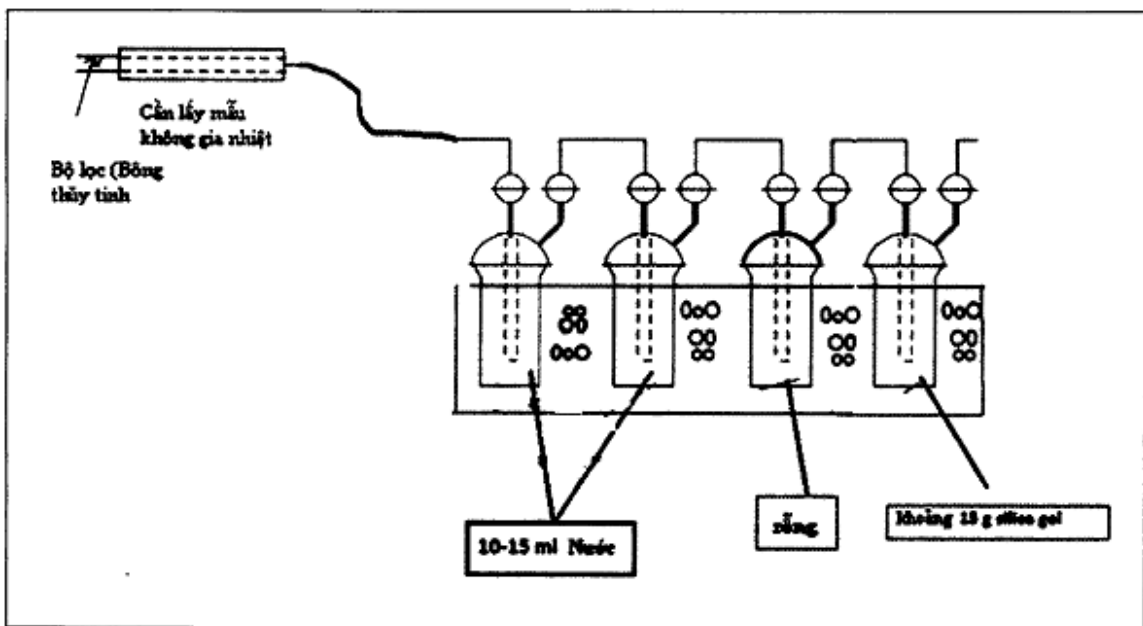 Cần lấy mẫu
không gia nhiệt
Bộ lọc (Bông
thủy tinh
10-15 ml Nước
rỗng
khoảng 15 g silica gel